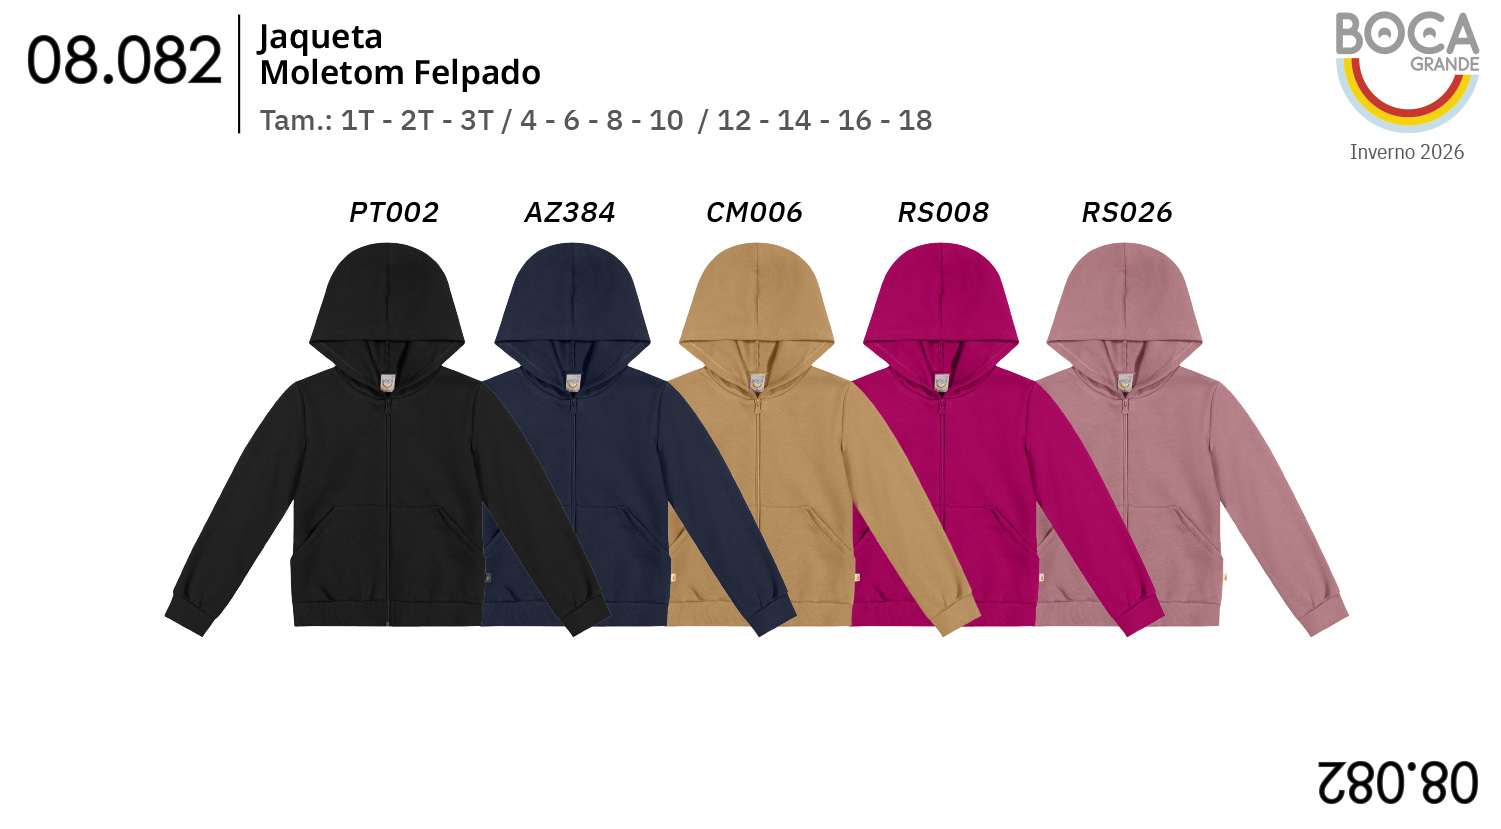 08.082
Jaqueta
Moletom Felpado
Tam.: 1T - 2T - 3T / 4 - 6 - 8 - 10 / 12 - 14 - 16 - 18
BOCA
GRANDE
Inverno 2026
PT002 AZ384 CM006 RS008 RS026
08.082